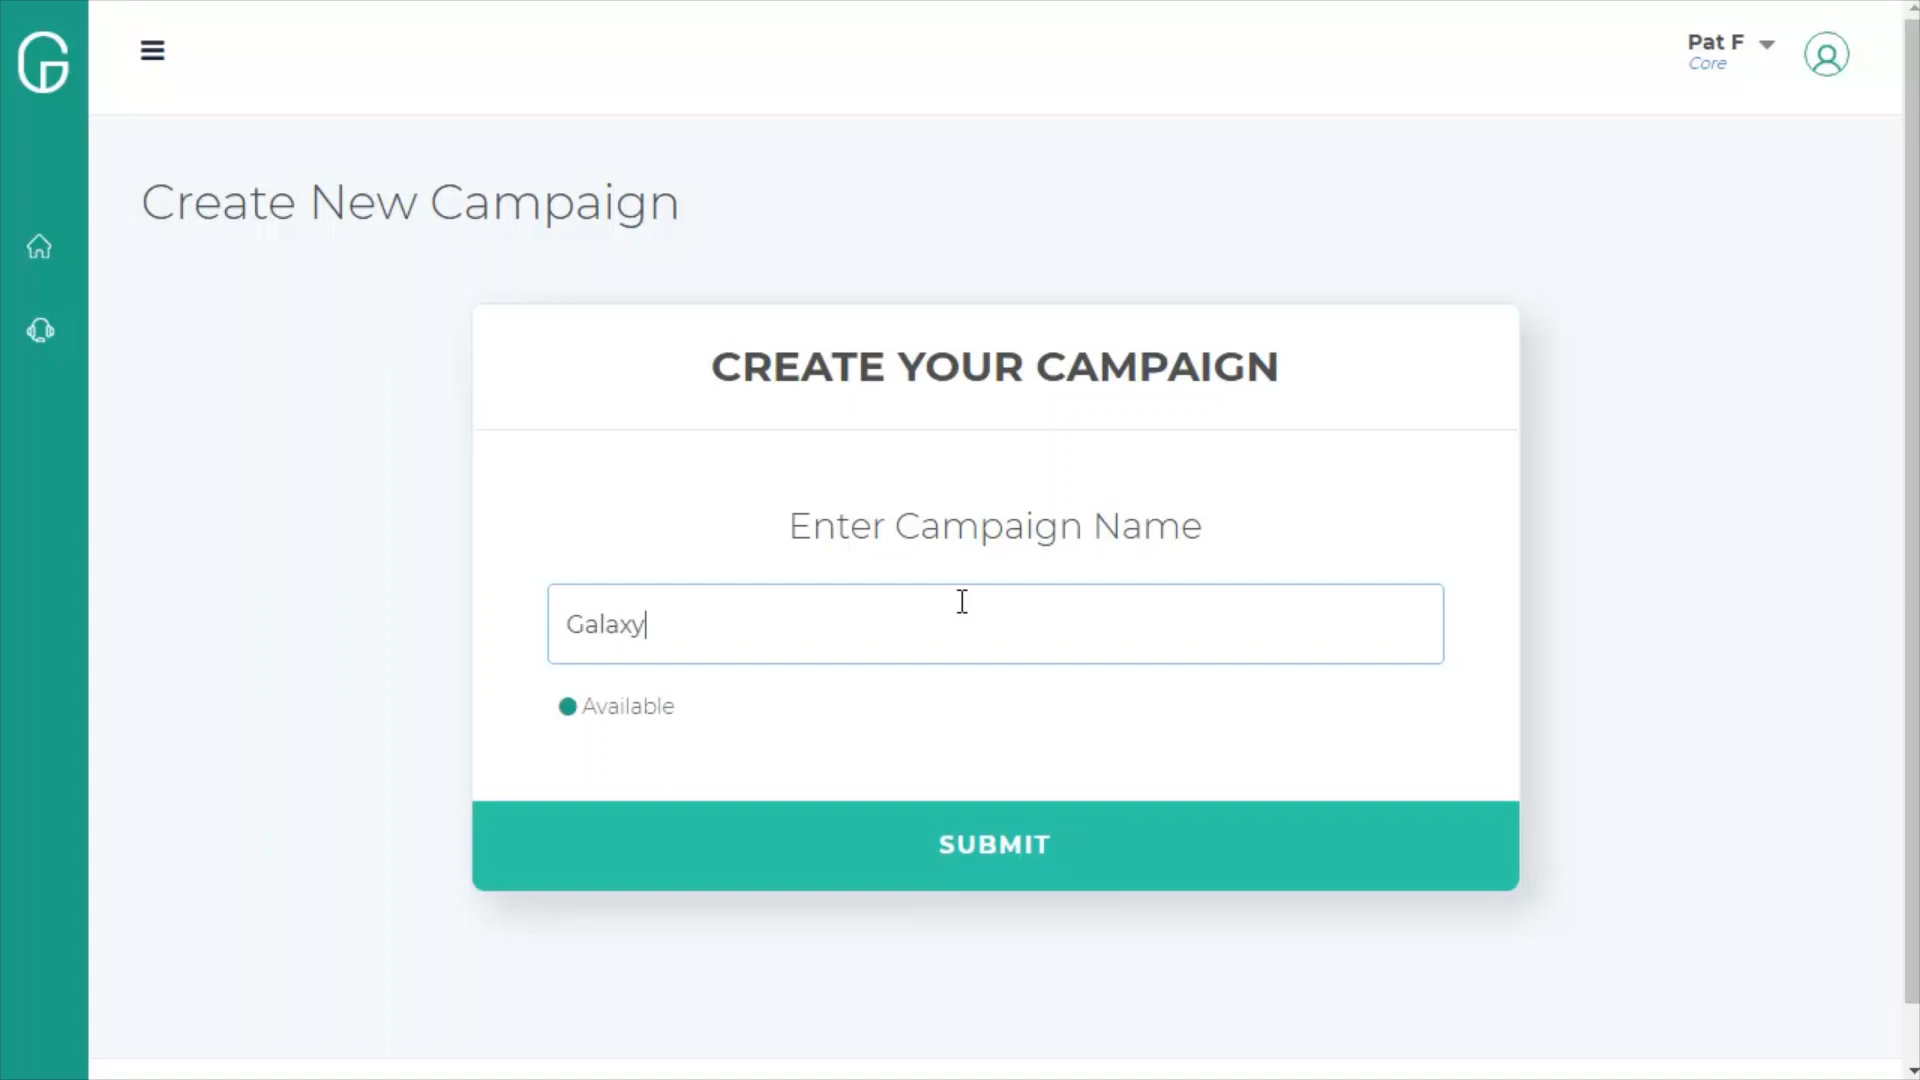 Pat F
Core
Create New Campaign
CREATE YOUR CAMPAIGN
Enter Campaign Name
Galaxy
Available
SUBMIT